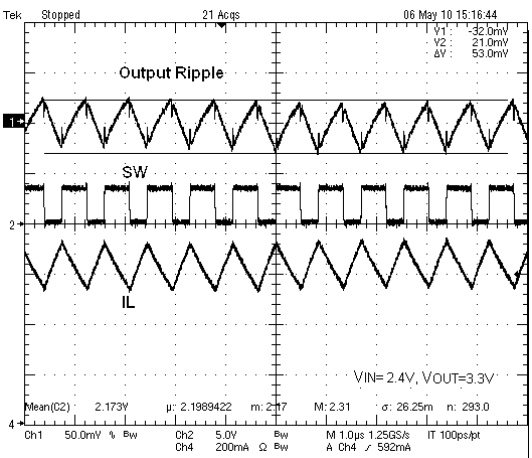 Tek Stopped 21 Acqs 06 May 10 15:16:44
Y1 : -32.0mV
Y2 : 21.0mV
ΔY : 53.0mV
Output Ripple
1
SW
2
IL
VIN= 2.4V, VOUT=3.3V
Mean(C2) 2.173V µ: 2.1989422 m: 2.17 M: 2.31 σ: 26.25m n: 293.0
4
Ch1 50.0mV ∿ Bw Ch2 5.0V Bw M 1.0µs 1.25GS/s IT 100ps/pt
Ch4 200mA Ω Bw A Ch4 ∕ 592mA